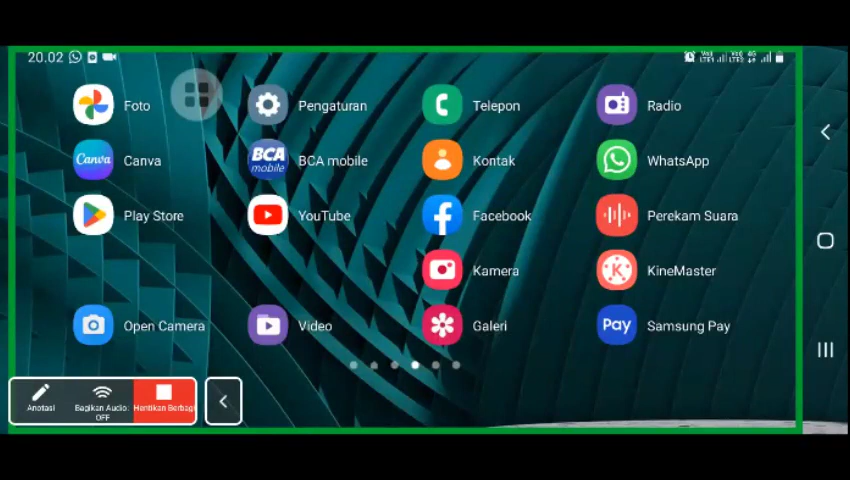 20.02
Foto
Pengaturan
Telepon
Radio
Canva
Canva
BCA
mobile
BCA mobile
Kontak
WhatsApp
Play Store
YouTube
Facebook
Perekam Suara
Kamera
K
KineMaster
Open Camera
Video
Galeri
Pay
Samsung Pay
Anotasi
Bagikan Audio:
OFF
Hentikan Berbagi